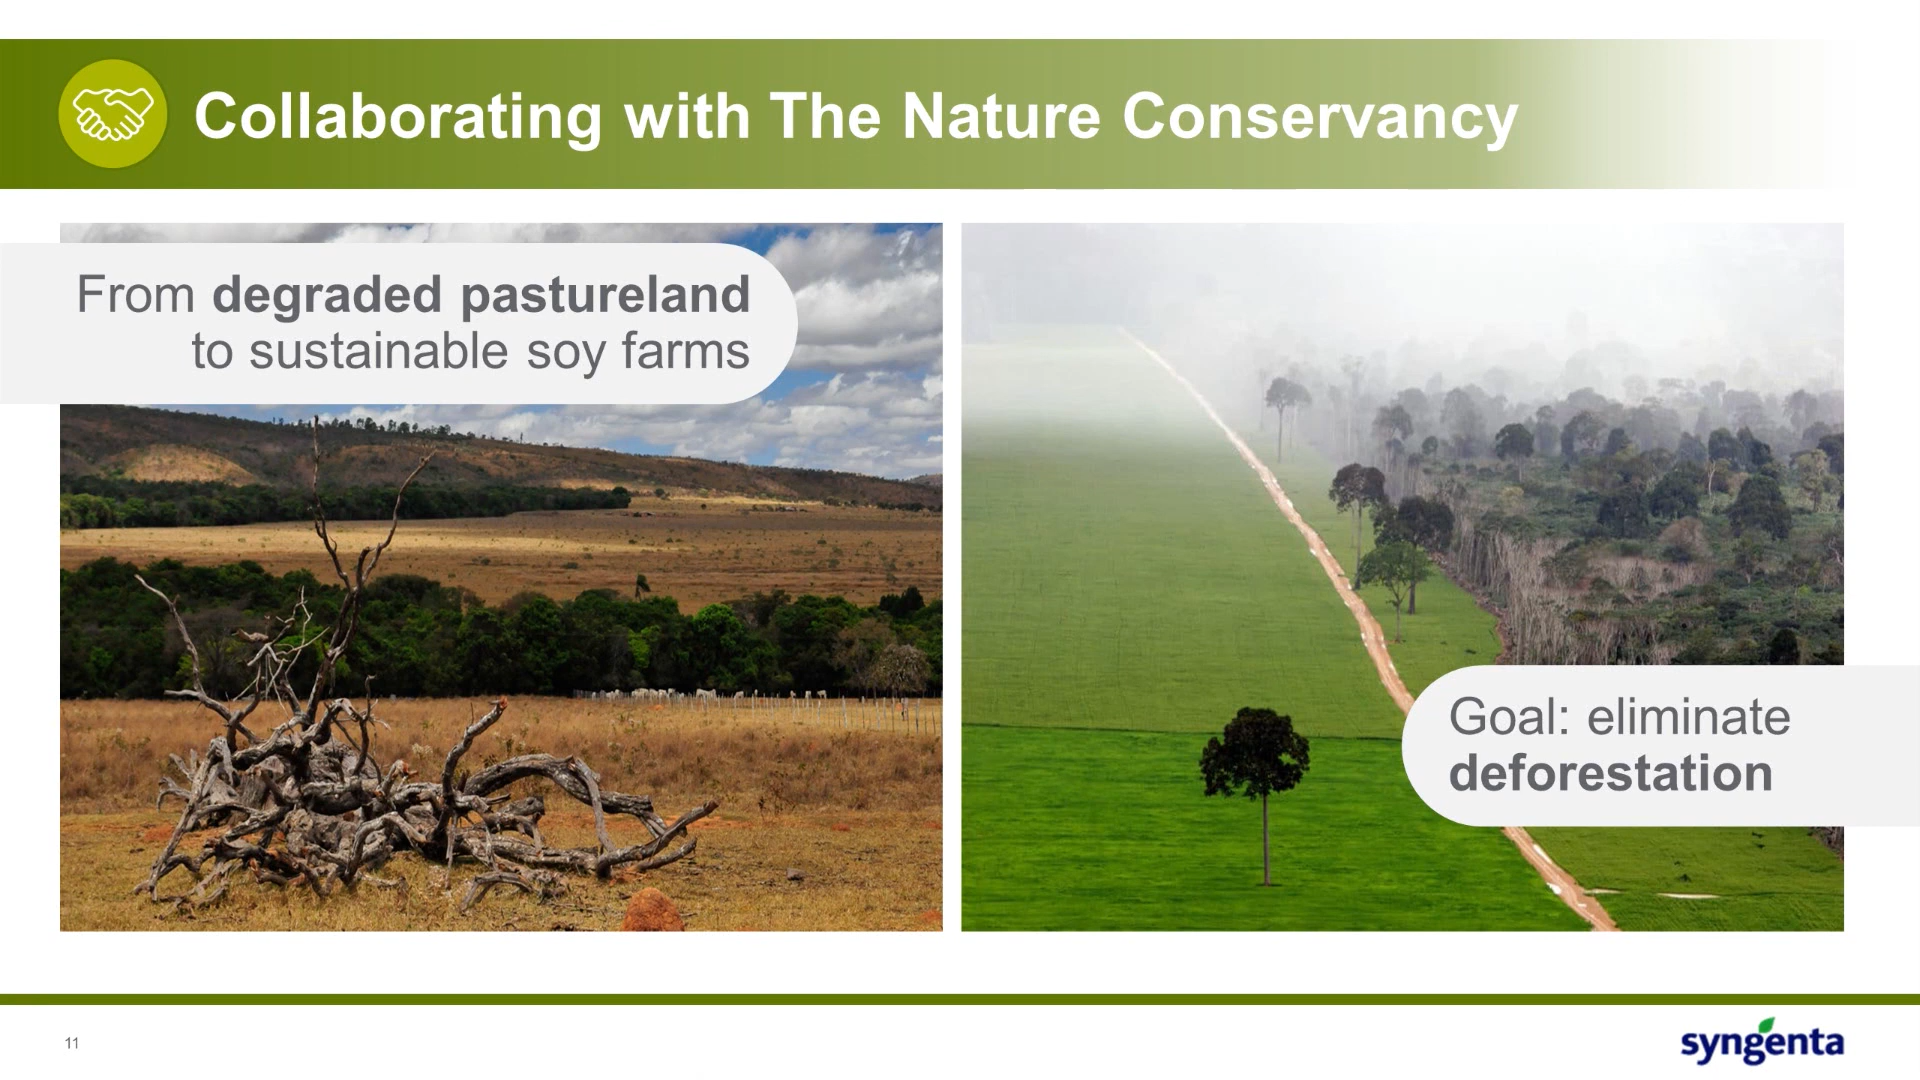 Collaborating with The Nature Conservancy
From degraded pastureland
to sustainable soy farms
Goal: eliminate
deforestation
11
syngenta